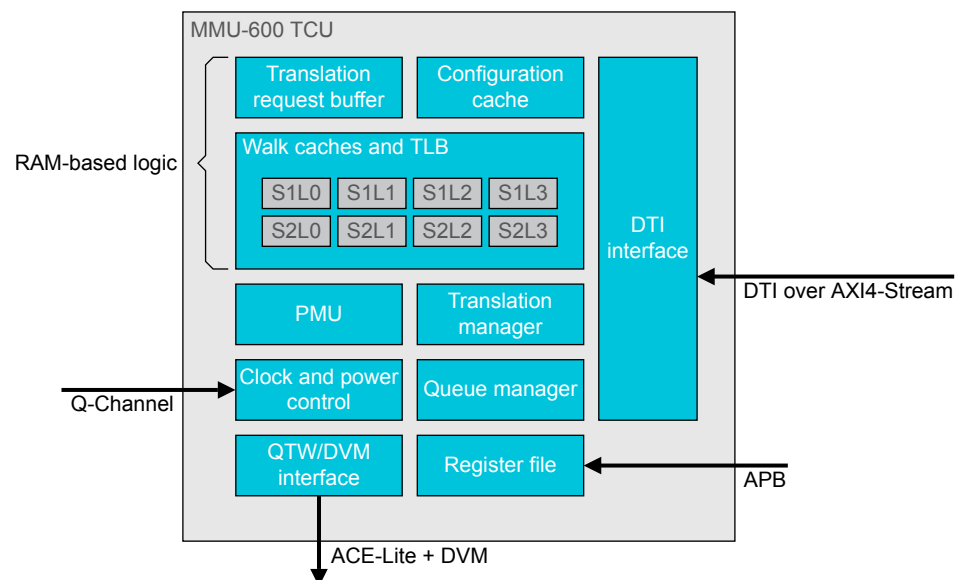 MMU-600 TCU
Translation
request buffer
Configuration
cache
RAM-based logic
Walk caches and TLB
S1L0 S1L1 S1L2 S1L3
S2L0 S2L1 S2L2 S2L3
DTI
interface
DTI over AXI4-Stream
PMU
Translation
manager
Clock and power
control
Queue manager
Q-Channel
QTW/DVM
interface
Register file
APB
ACE-Lite + DVM